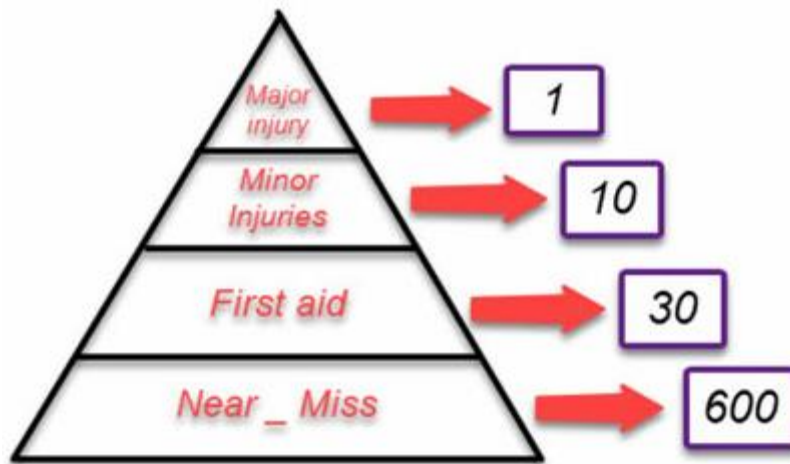 Major
injury
1
Minor
Injuries
10
First aid
30
Near _ Miss
600